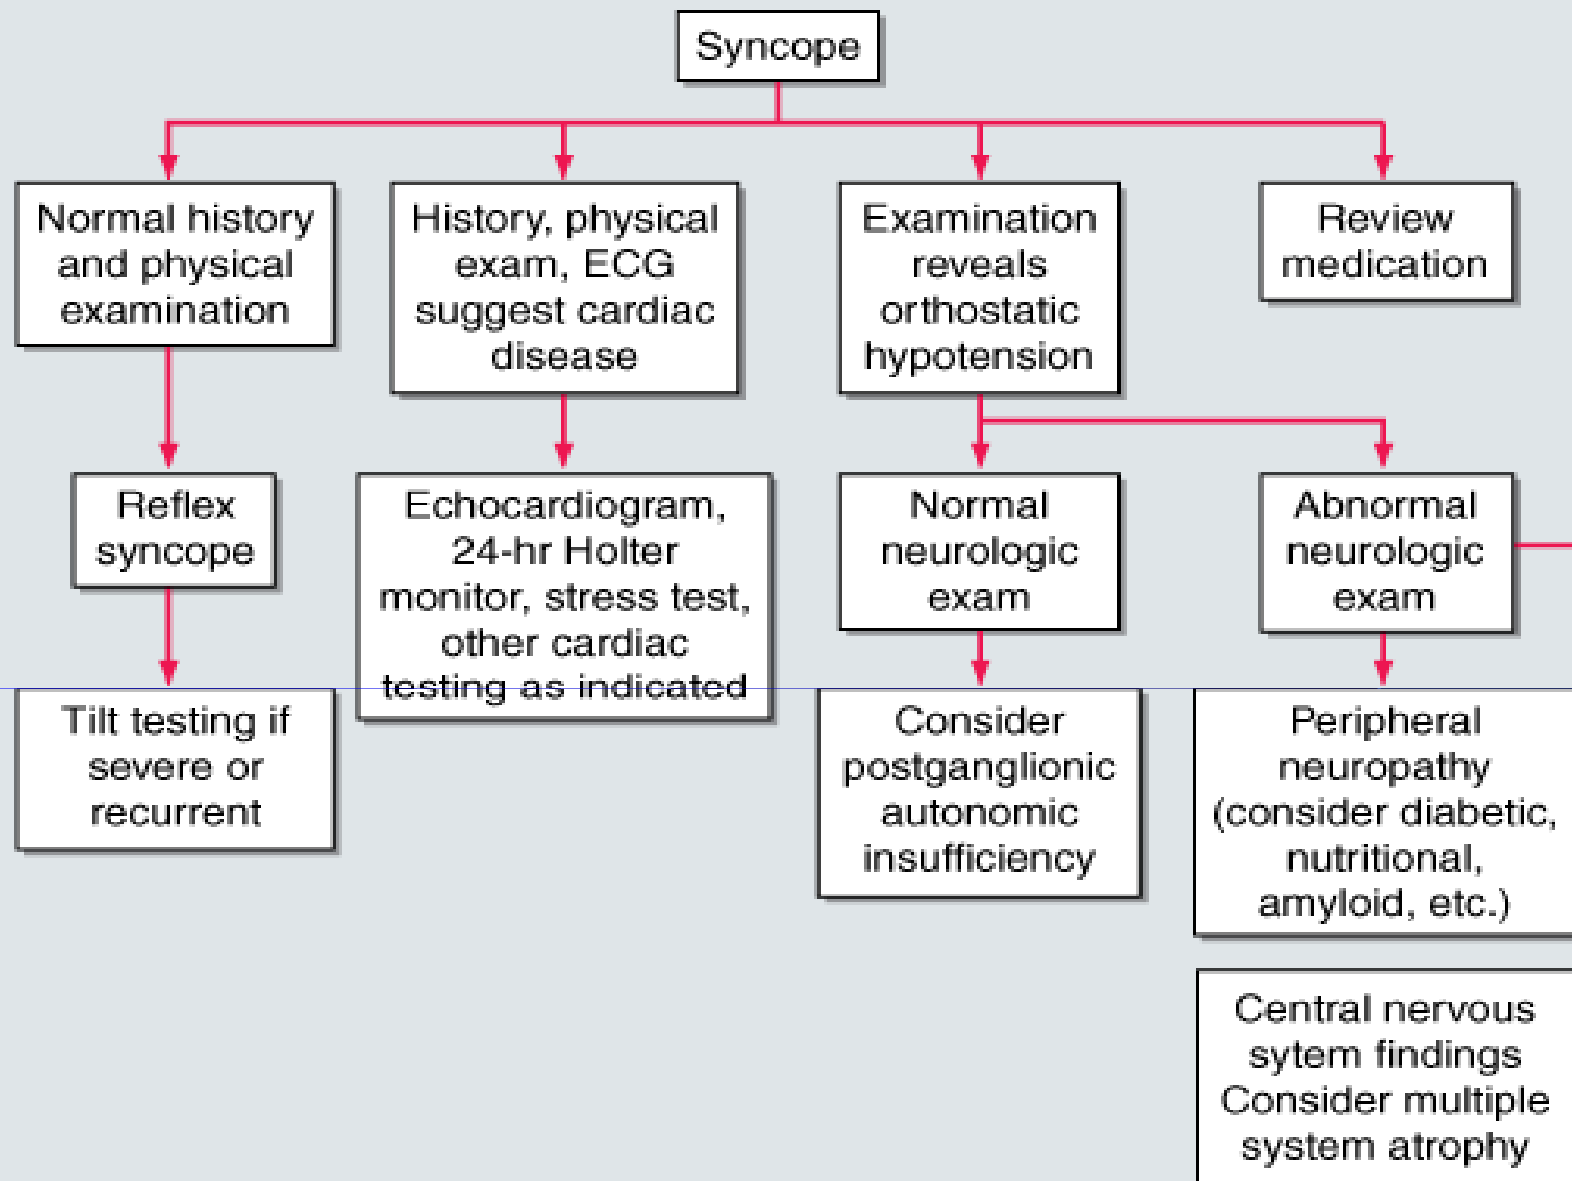 Syncope
Normal history
and physical
examination
History, physical
exam, ECG
suggest cardiac
disease
Examination
reveals
orthostatic
hypotension
Review
medication
Reflex
syncope
Echocardiogram,
24-hr Holter
monitor, stress test,
other cardiac
testing as indicated
Normal
neurologic
exam
Abnormal
neurologic
exam
Tilt testing if
severe or
recurrent
Consider
postganglionic
autonomic
insufficiency
Peripheral
neuropathy
(consider diabetic,
nutritional,
amyloid, etc.)
Central nervous
sytem findings
Consider multiple
system atrophy